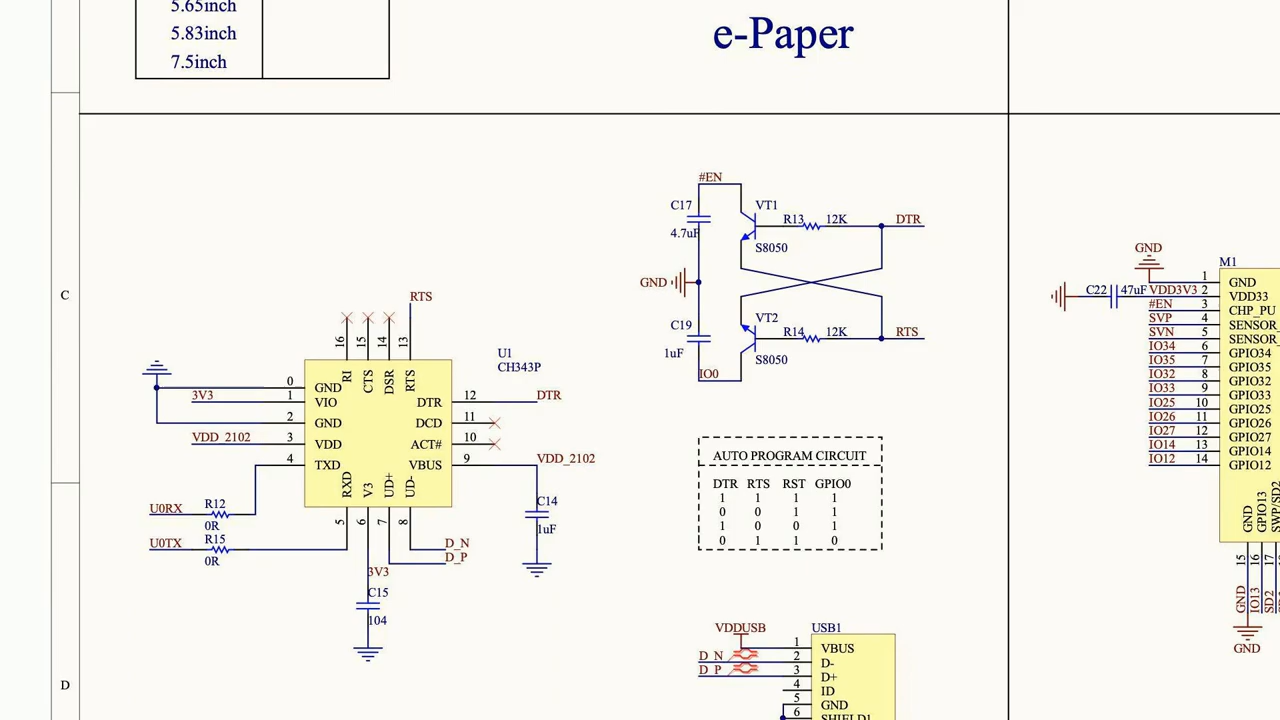 5.65inch
5.83inch
7.5inch
e-Paper
C
D
#EN
C17
4.7uF
VT1
S8050
R13 12K
DTR
GND
C19
1uF
VT2
S8050
R14 12K
RTS
IO0
AUTO PROGRAM CIRCUIT
DTR RTS RST GPIO0
1 1 1 1
0 0 1 1
1 0 0 1
0 1 1 0
RTS
16 15 14 13
RI CTS DSR RTS
U1
CH343P
0 GND
3V3 1 VIO
2 GND
VDD_2102 3 VDD
4 TXD
DTR 12 DTR
DCD 11
ACT# 10
VBUS 9 VDD_2102
RXD V3 UD+ UD-
5 6 7 8
U0RX R12
0R
U0TX R15
0R
D_N
D_P
3V3
C15
104
C14
1uF
VDDUSB
USB1
1 VBUS
D_N 2 D-
D_P 3 D+
4 ID
5 GND
6 SHIELD1
GND
M1
C22 47uF
1 GND
VDD3V3 2 VDD33
#EN 3 CHP_PU
SVP 4 SENSOR_
SVN 5 SENSOR_
IO34 6 GPIO34
IO35 7 GPIO35
IO32 8 GPIO32
IO33 9 GPIO33
IO25 10 GPIO25
IO26 11 GPIO26
IO27 12 GPIO27
IO14 13 GPIO14
IO12 14 GPIO12
GND GPIO13 SWP/SD2
15 16 17
GND IO13 SD2
GND